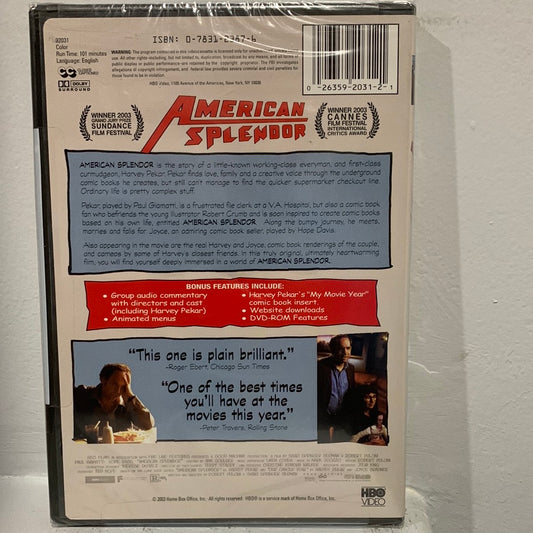 92031
Color
Run Time: 101 minutes
Language: English
CLOSED CAPTIONED
DOLBY
SURROUND
ISBN: 0-7831-2947-6
HBO Video, 1100 Avenue of the Americas, New York, NY 10036
0 26359-2031-2 1
WINNER 2003
GRAND JURY PRIZE
SUNDANCE
FILM FESTIVAL
AMERICAN
SPLENDOR
WINNER 2003
CANNES
FILM FESTIVAL
INTERNATIONAL
CRITICS AWARD
AMERICAN SPLENDOR is the story of a little-known working-class everyman, and first-class
curmudgeon, Harvey Pekar. Pekar finds love, family and a creative voice through the underground
comic books he creates, but still can't manage to find the quicker supermarket checkout line.
Ordinary life is pretty complex stuff.
Pekar, played by Paul Giamatti, is a frustrated file clerk at a V.A. Hospital, but also a comic book
fan who befriends the young illustrator Robert Crumb and is soon inspired to create comic books
based on his own life, entitled AMERICAN SPLENDOR. Along the bumpy journey, he meets,
marries and falls for Joyce, an admiring comic book seller, played by Hope Davis.
Also appearing in the movie are the real Harvey and Joyce, comic book renderings of the couple,
and cameos by some of Harvey's closest friends. In this truly original, ultimately heartwarming
film, you will find yourself deeply immersed in a world of AMERICAN SPLENDOR.
BONUS FEATURES INCLUDE:
• Group audio commentary
with directors and cast
(including Harvey Pekar)
• Animated menus
• Harvey Pekar's "My Movie Year"
comic book insert.
• Website downloads
• DVD-ROM Features
"This one is plain brilliant."
-Roger Ebert, Chicago Sun Times
"One of the best times
you'll have at the
movies this year."
-Peter Travers, Rolling Stone
© 2003 Home Box Office, Inc. All rights reserved. HBO® is a service mark of Home Box Office, Inc.
HBO
VIDEO